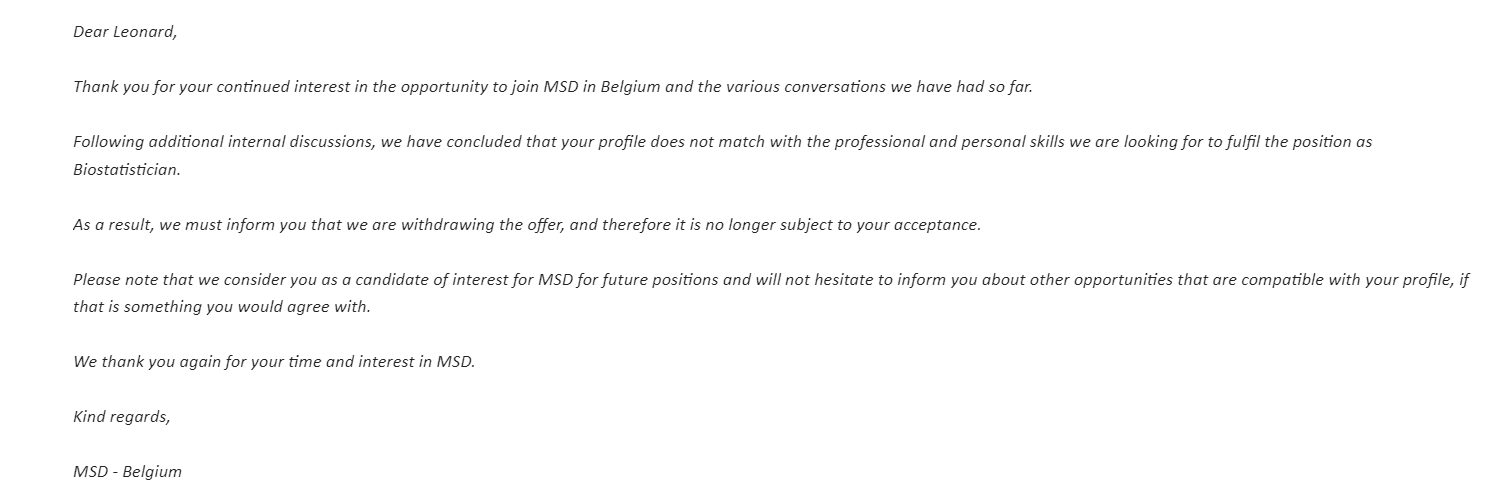 Dear Leonard,
Thank you for your continued interest in the opportunity to join MSD in Belgium and the various conversations we have had so far.
Following additional internal discussions, we have concluded that your profile does not match with the professional and personal skills we are looking for to fulfil the position as
Biostatistician.
As a result, we must inform you that we are withdrawing the offer, and therefore it is no longer subject to your acceptance.
Please note that we consider you as a candidate of interest for MSD for future positions and will not hesitate to inform you about other opportunities that are compatible with your profile, if
that is something you would agree with.
We thank you again for your time and interest in MSD.
Kind regards,
MSD - Belgium